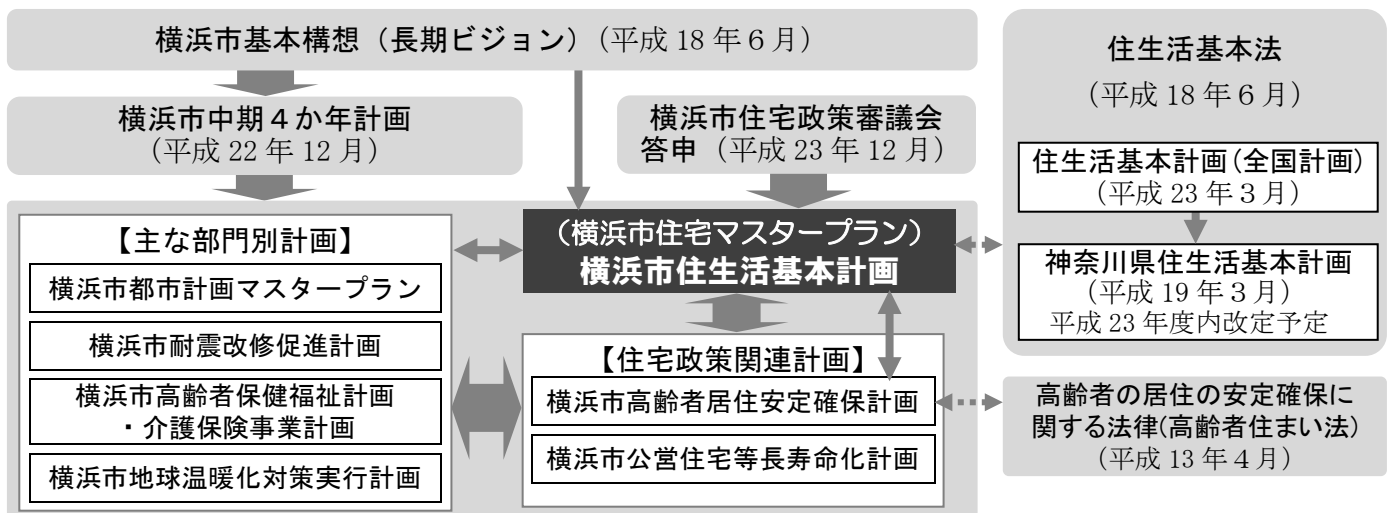 横浜市基本構想（長期ビジョン）（平成 18 年６月）
横浜市中期４か年計画
（平成 22 年 12 月）
横浜市住宅政策審議会
答申（平成 23 年 12 月）
【主な部門別計画】
横浜市都市計画マスタープラン
横浜市耐震改修促進計画
横浜市高齢者保健福祉計画
・介護保険事業計画
横浜市地球温暖化対策実行計画
（横浜市住宅マスタープラン）
横浜市住生活基本計画
【住宅政策関連計画】
横浜市高齢者居住安定確保計画
横浜市公営住宅等長寿命化計画
住生活基本法
（平成 18 年６月）
住生活基本計画（全国計画）
（平成 23 年３月）
神奈川県住生活基本計画
（平成 19 年３月）
平成 23 年度内改定予定
高齢者の居住の安定確保に
関する法律(高齢者住まい法)
（平成 13 年４月）